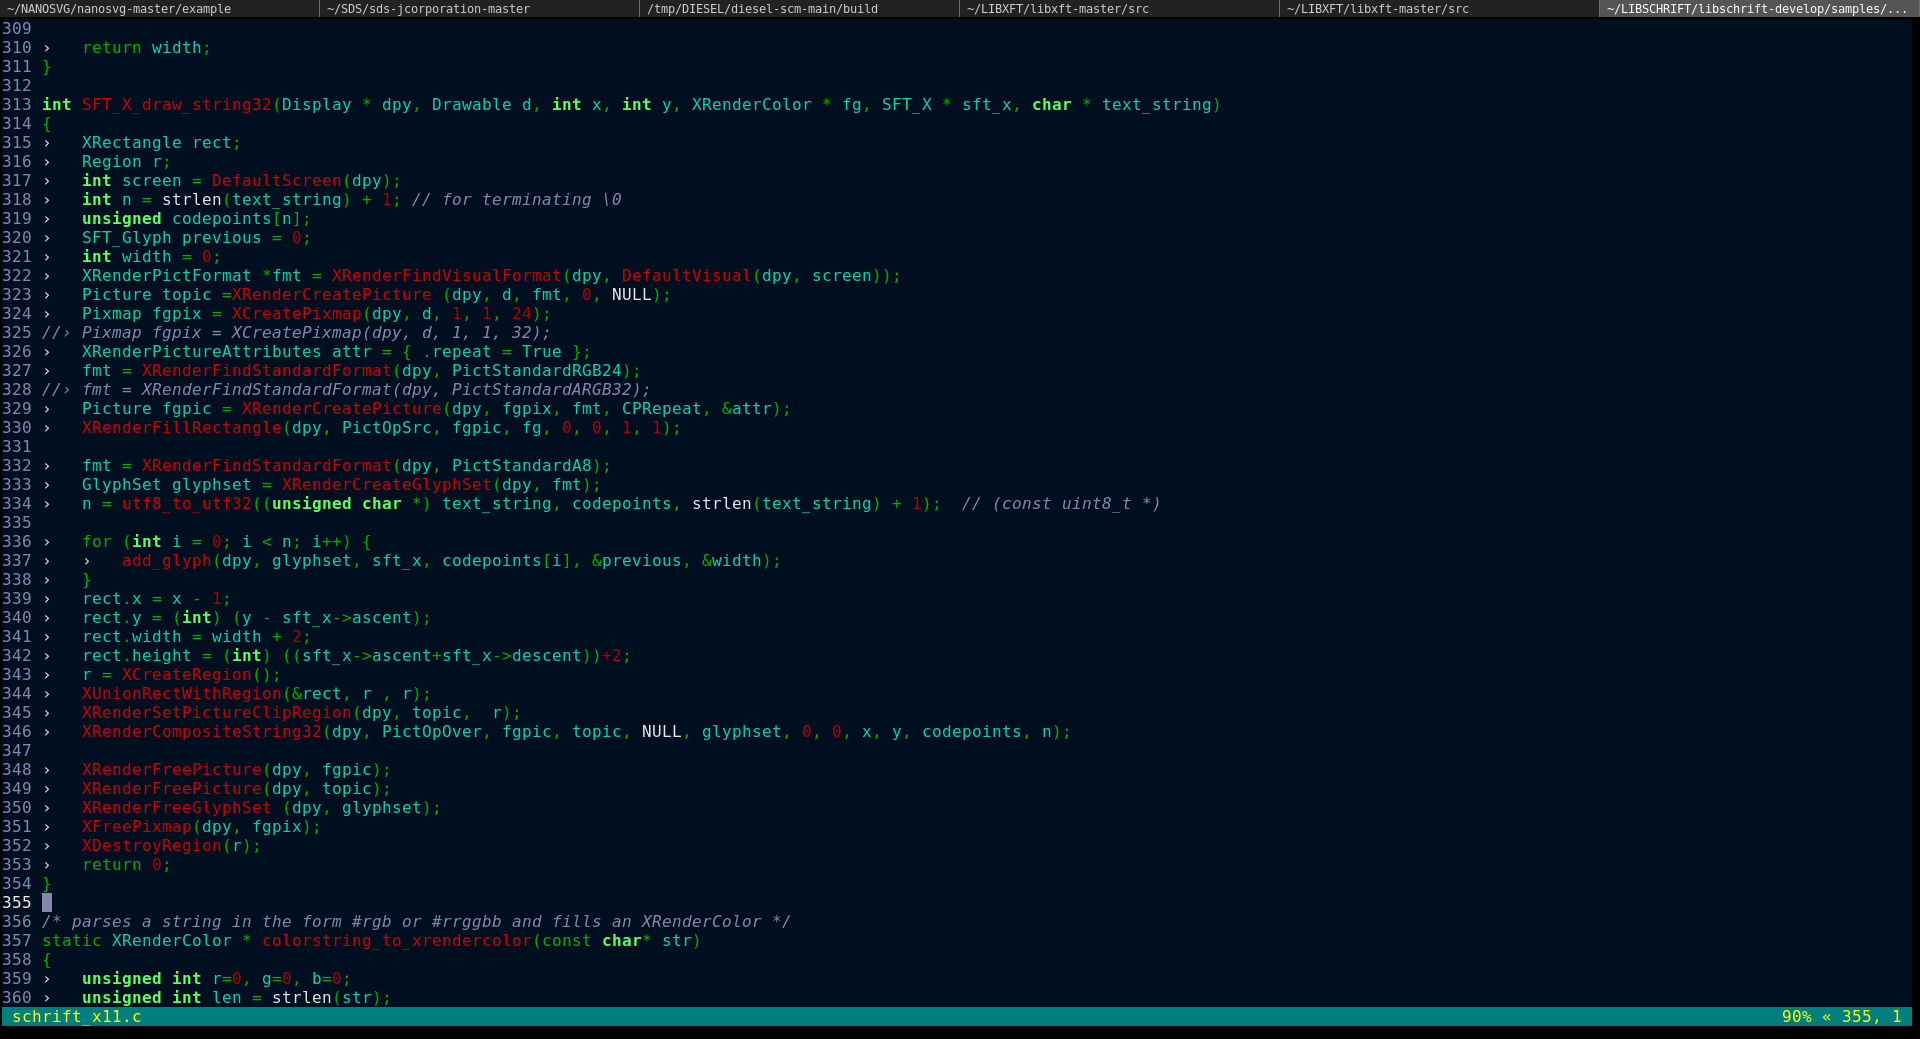 ~/NANOSVG/nanosvg-master/example ~/SDS/sds-jcorporation-master /tmp/DIESEL/diesel-scm-main/build ~/LIBXFT/libxft-master/src ~/LIBXFT/libxft-master/src ~/LIBSCHRIFT/libschrift-develop/samples/...
309
310 ›   return width;
311 }
312
313 int SFT_X_draw_string32(Display * dpy, Drawable d, int x, int y, XRenderColor * fg, SFT_X * sft_x, char * text_string)
314 {
315 ›   XRectangle rect;
316 ›   Region r;
317 ›   int screen = DefaultScreen(dpy);
318 ›   int n = strlen(text_string) + 1; // for terminating \0
319 ›   unsigned codepoints[n];
320 ›   SFT_Glyph previous = 0;
321 ›   int width = 0;
322 ›   XRenderPictFormat *fmt = XRenderFindVisualFormat(dpy, DefaultVisual(dpy, screen));
323 ›   Picture topic =XRenderCreatePicture (dpy, d, fmt, 0, NULL);
324 ›   Pixmap fgpix = XCreatePixmap(dpy, d, 1, 1, 24);
325 //› Pixmap fgpix = XCreatePixmap(dpy, d, 1, 1, 32);
326 ›   XRenderPictureAttributes attr = { .repeat = True };
327 ›   fmt = XRenderFindStandardFormat(dpy, PictStandardRGB24);
328 //› fmt = XRenderFindStandardFormat(dpy, PictStandardARGB32);
329 ›   Picture fgpic = XRenderCreatePicture(dpy, fgpix, fmt, CPRepeat, &attr);
330 ›   XRenderFillRectangle(dpy, PictOpSrc, fgpic, fg, 0, 0, 1, 1);
331
332 ›   fmt = XRenderFindStandardFormat(dpy, PictStandardA8);
333 ›   GlyphSet glyphset = XRenderCreateGlyphSet(dpy, fmt);
334 ›   n = utf8_to_utf32((unsigned char *) text_string, codepoints, strlen(text_string) + 1);  // (const uint8_t *)
335
336 ›   for (int i = 0; i < n; i++) {
337 ›   ›   add_glyph(dpy, glyphset, sft_x, codepoints[i], &previous, &width);
338 ›   }
339 ›   rect.x = x - 1;
340 ›   rect.y = (int) (y - sft_x->ascent);
341 ›   rect.width = width + 2;
342 ›   rect.height = (int) ((sft_x->ascent+sft_x->descent))+2;
343 ›   r = XCreateRegion();
344 ›   XUnionRectWithRegion(&rect, r , r);
345 ›   XRenderSetPictureClipRegion(dpy, topic,  r);
346 ›   XRenderCompositeString32(dpy, PictOpOver, fgpic, topic, NULL, glyphset, 0, 0, x, y, codepoints, n);
347
348 ›   XRenderFreePicture(dpy, fgpic);
349 ›   XRenderFreePicture(dpy, topic);
350 ›   XRenderFreeGlyphSet (dpy, glyphset);
351 ›   XFreePixmap(dpy, fgpix);
352 ›   XDestroyRegion(r);
353 ›   return 0;
354 }
355
356 /* parses a string in the form #rgb or #rrggbb and fills an XRenderColor */
357 static XRenderColor * colorstring_to_xrendercolor(const char* str)
358 {
359 ›   unsigned int r=0, g=0, b=0;
360 ›   unsigned int len = strlen(str);
schrift_x11.c 90% « 355, 1